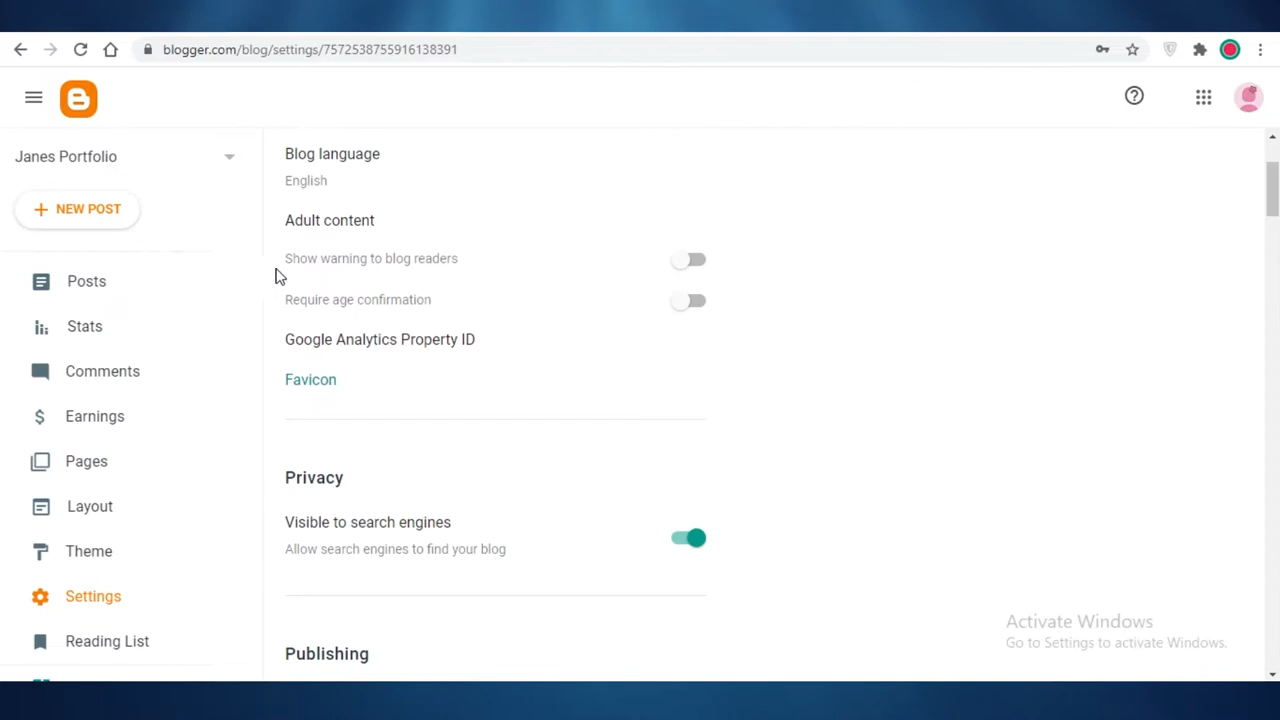 blogger.com/blog/settings/7572538755916138391
Janes Portfolio
NEW POST
Posts
Stats
Comments
Earnings
Pages
Layout
Theme
Settings
Reading List
Blog language
English
Adult content
Show warning to blog readers
Require age confirmation
Google Analytics Property ID
Favicon
Privacy
Visible to search engines
Allow search engines to find your blog
Publishing
Activate Windows
Go to Settings to activate Windows.